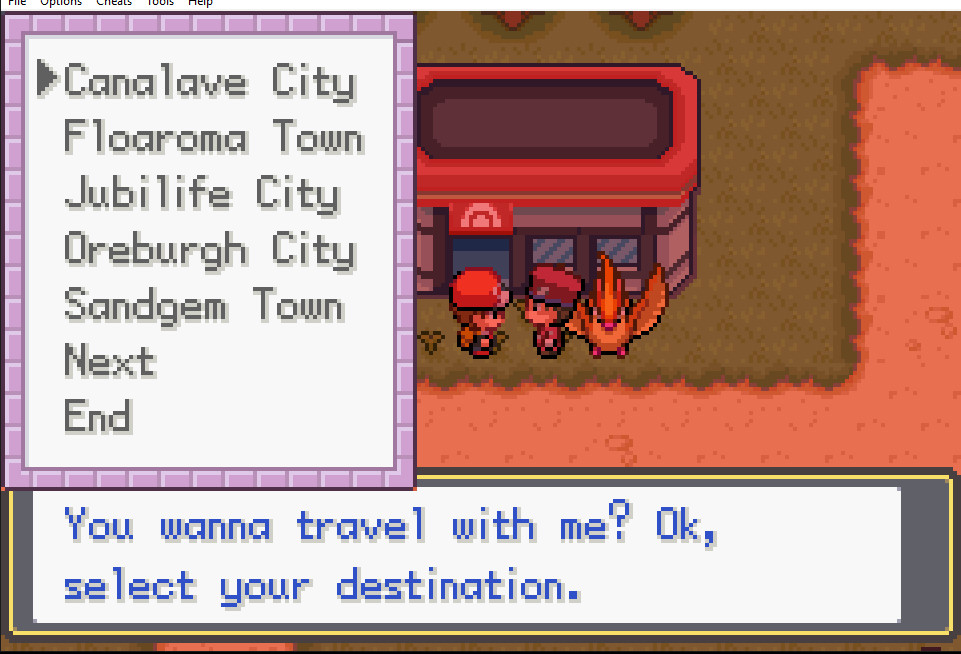 File Options Cheats Tools Help
Canalave City
Floaroma Town
Jubilife City
Oreburgh City
Sandgem Town
Next
End
You wanna travel with me? Ok,
select your destination.